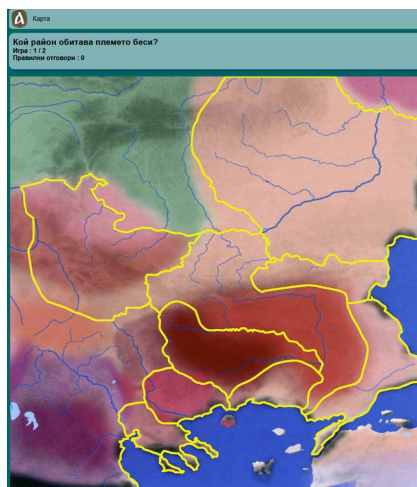 Карта
Кой район обитава племето беси?
Игра : 1 / 2
Правилни отговори : 0